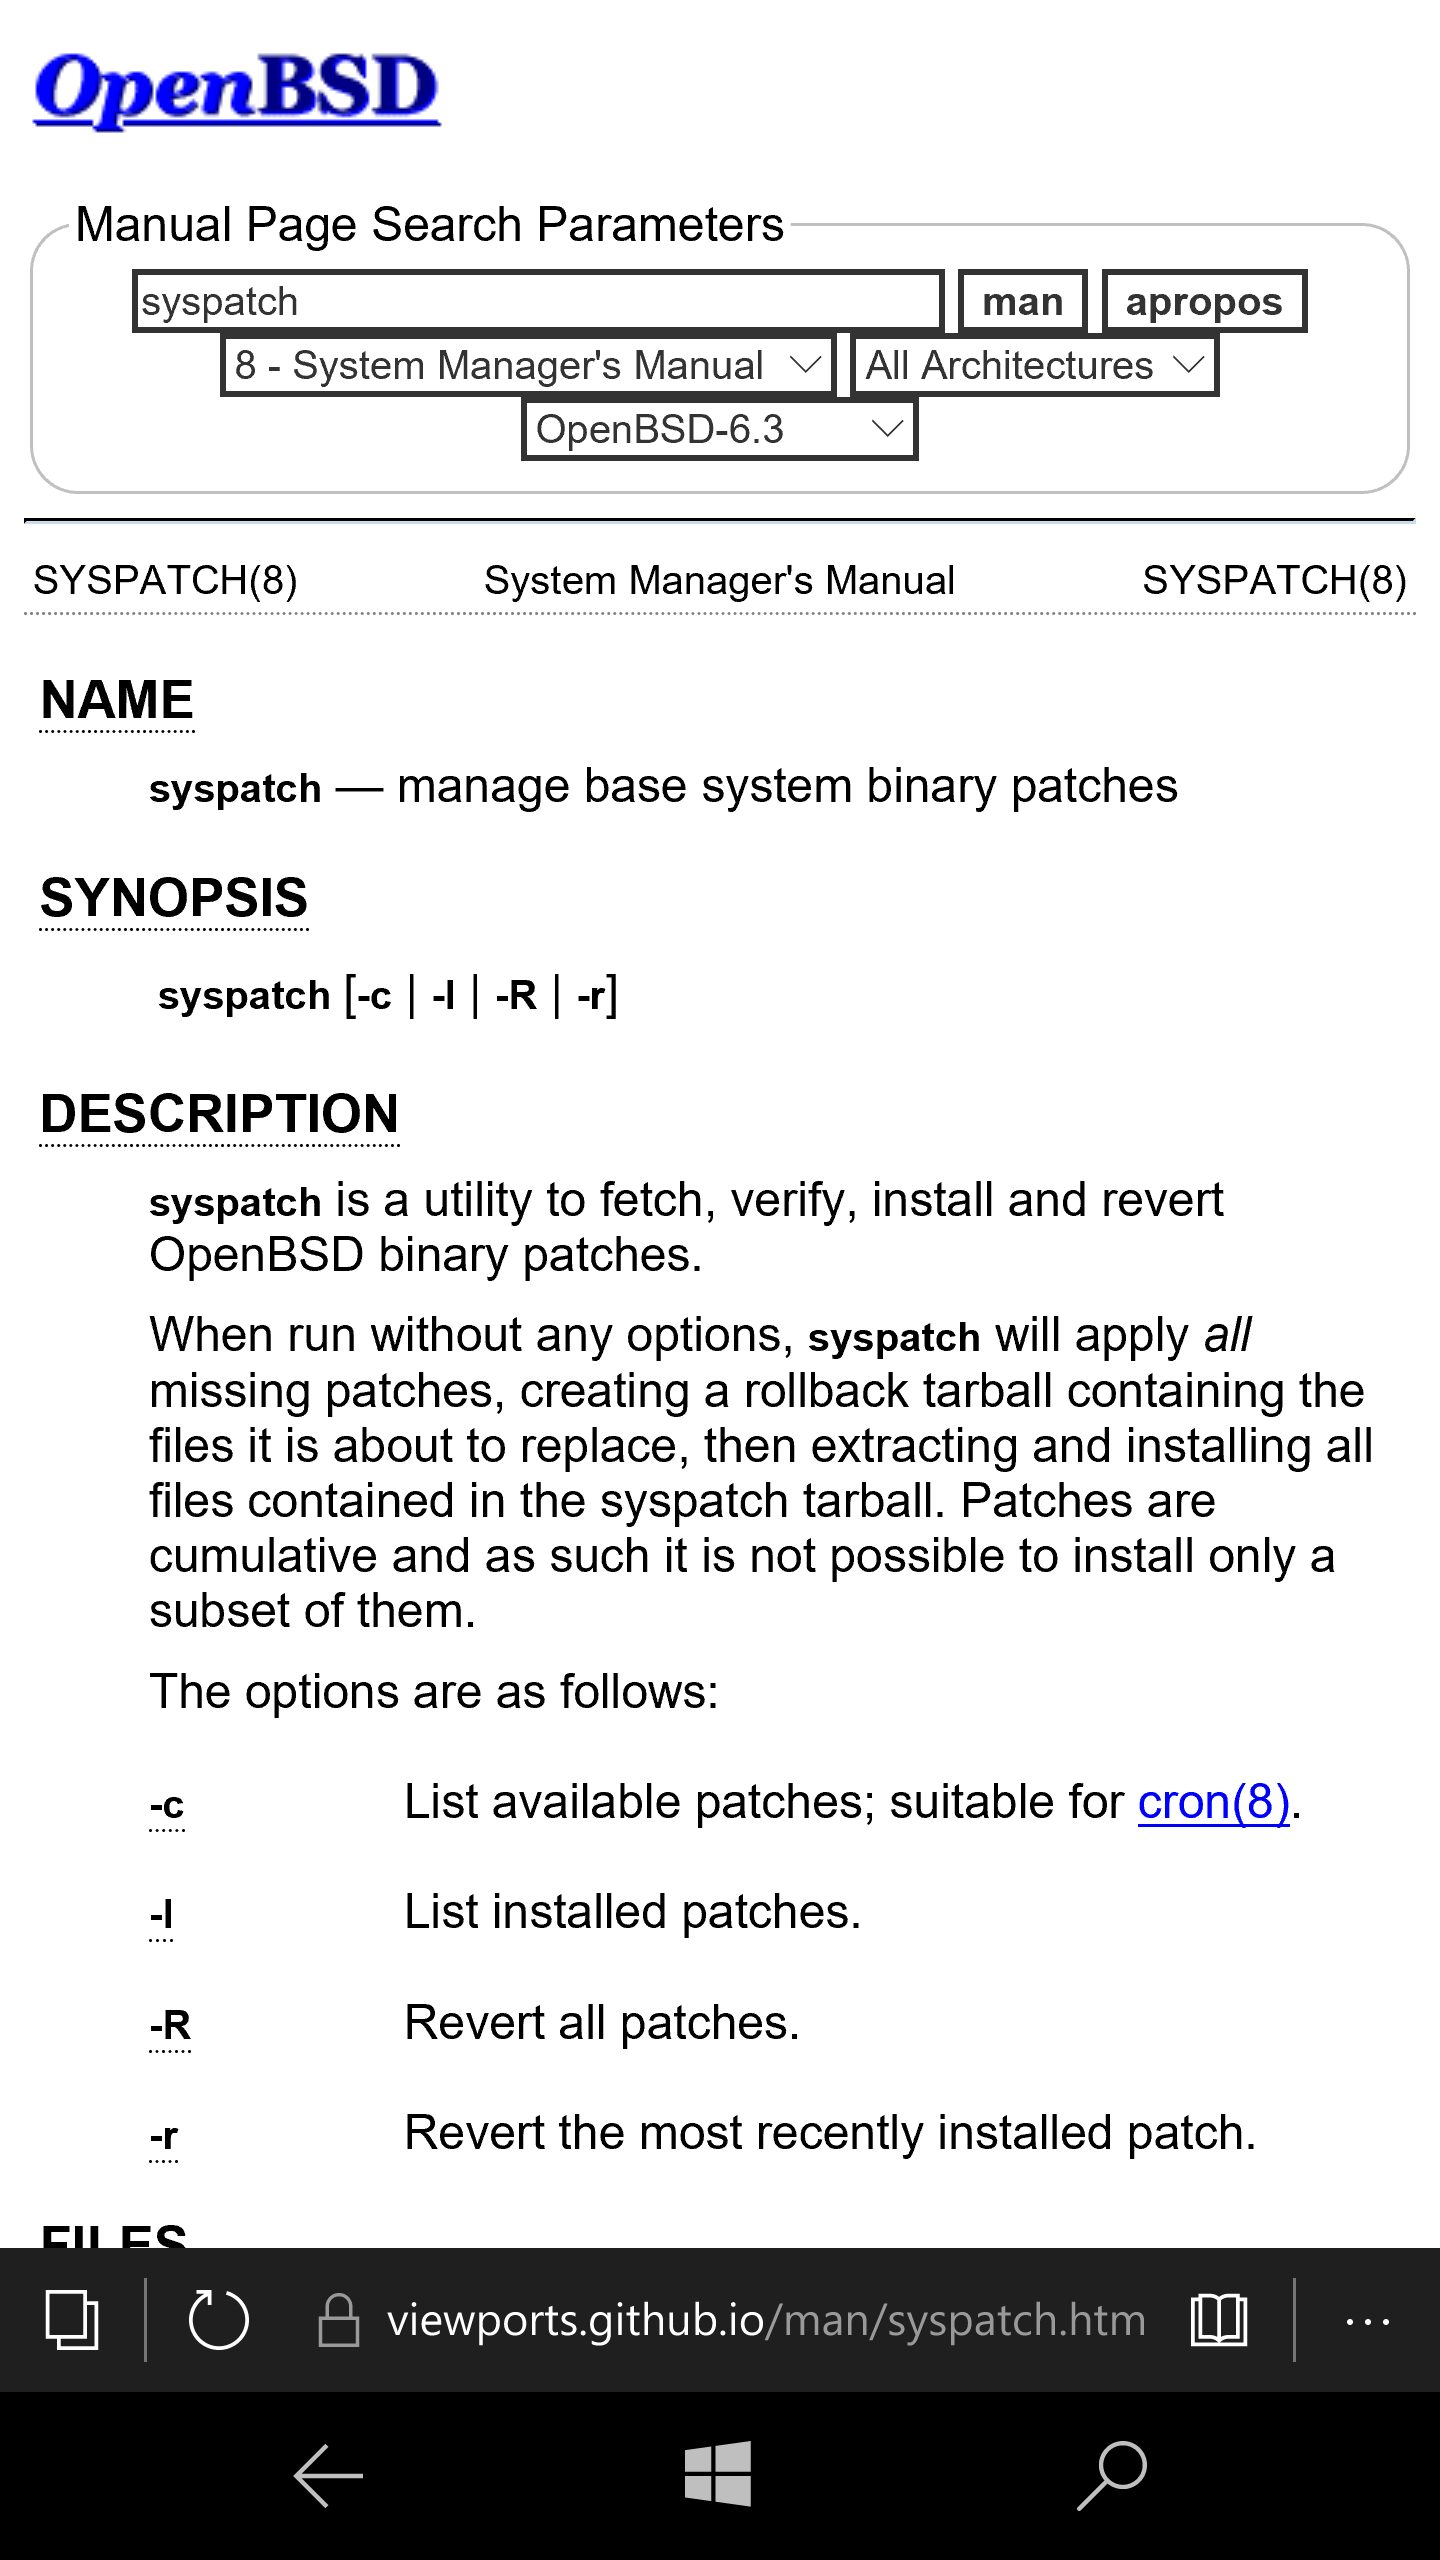 OpenBSD
Manual Page Search Parameters
syspatch man apropos
8 - System Manager's Manual All Architectures
OpenBSD-6.3
SYSPATCH(8) System Manager's Manual SYSPATCH(8)
NAME
syspatch — manage base system binary patches
SYNOPSIS
syspatch [-c | -l | -R | -r]
DESCRIPTION
syspatch is a utility to fetch, verify, install and revert
OpenBSD binary patches.
When run without any options, syspatch will apply all
missing patches, creating a rollback tarball containing the
files it is about to replace, then extracting and installing all
files contained in the syspatch tarball. Patches are
cumulative and as such it is not possible to install only a
subset of them.
The options are as follows:
-c List available patches; suitable for cron(8).
-l List installed patches.
-R Revert all patches.
-r Revert the most recently installed patch.
FILES
viewports.github.io/man/syspatch.htm